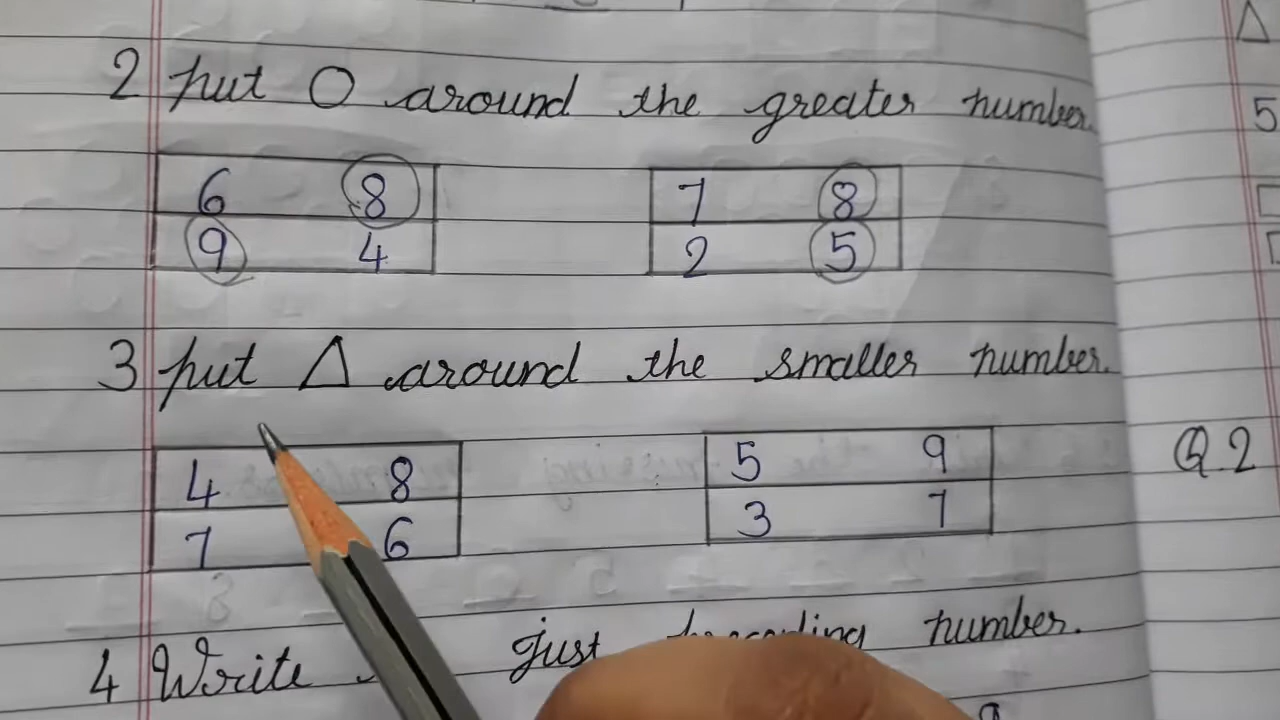 2 put O around the greater number.
6 8 7 8
9 4 2 5
3 put △ around the smaller number.
4 8 5 9
7 6 3 7
4 Write just number.
5
Q.2